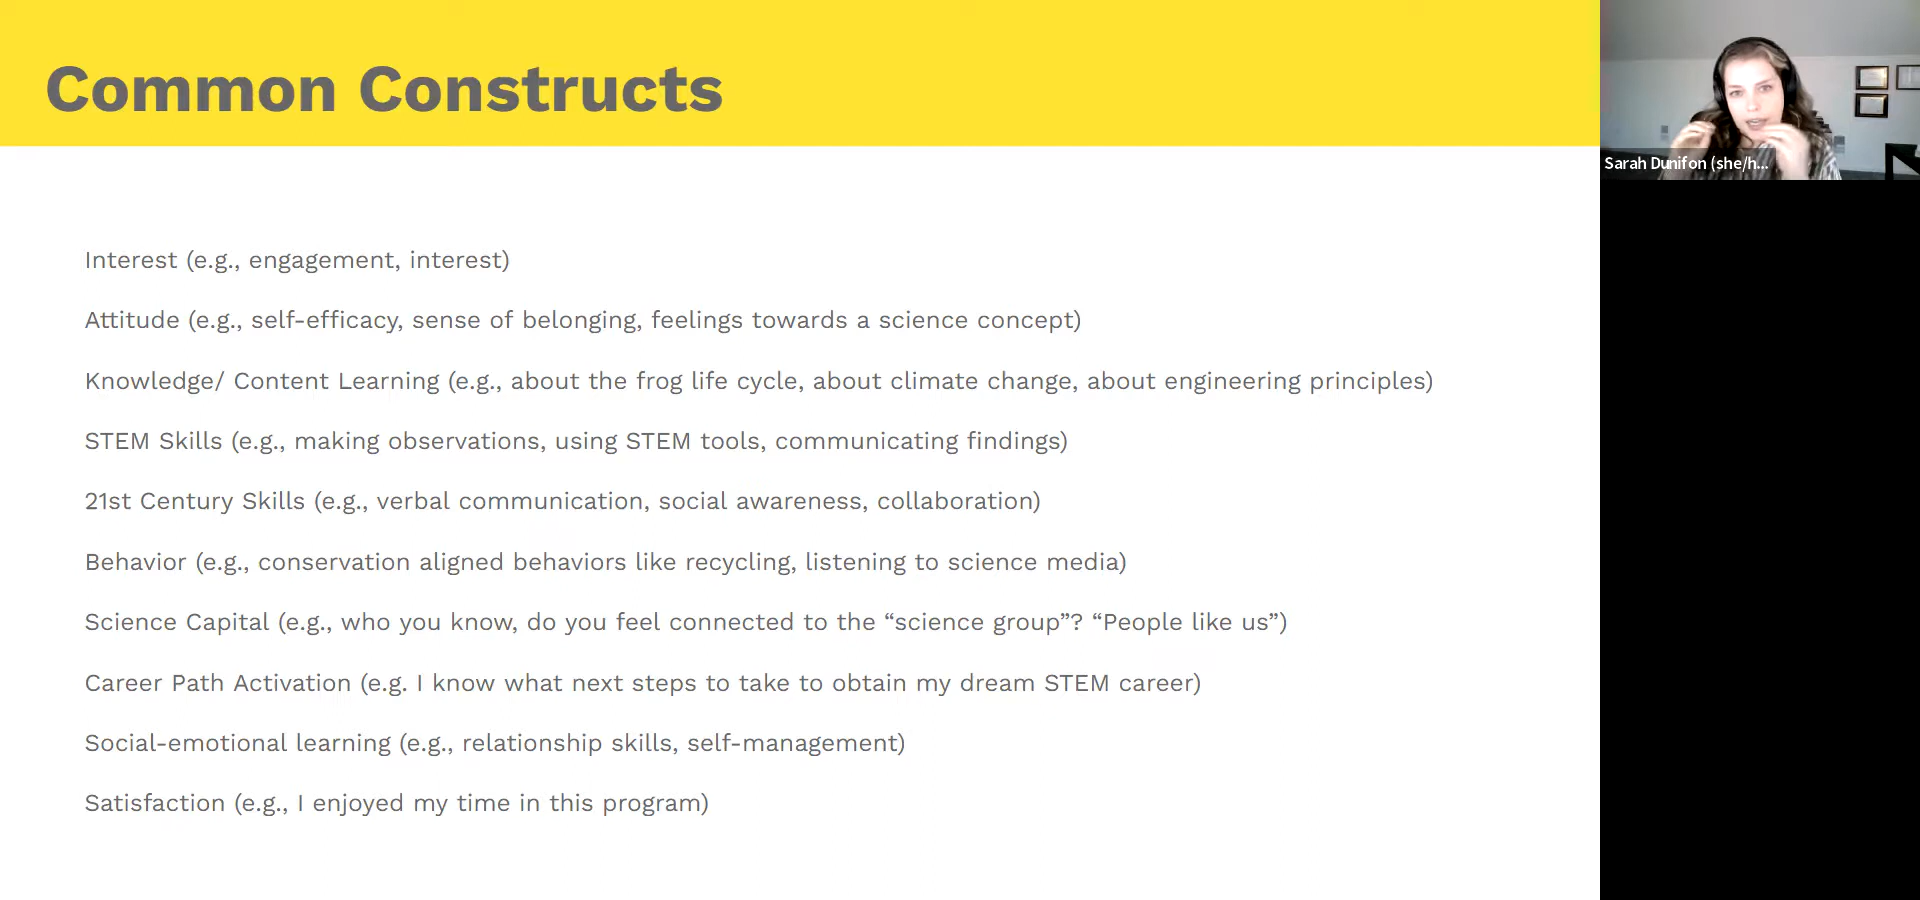 Common Constructs
Interest (e.g., engagement, interest)
Attitude (e.g., self-efficacy, sense of belonging, feelings towards a science concept)
Knowledge/ Content Learning (e.g., about the frog life cycle, about climate change, about engineering principles)
STEM Skills (e.g., making observations, using STEM tools, communicating findings)
21st Century Skills (e.g., verbal communication, social awareness, collaboration)
Behavior (e.g., conservation aligned behaviors like recycling, listening to science media)
Science Capital (e.g., who you know, do you feel connected to the “science group”? “People like us”)
Career Path Activation (e.g. I know what next steps to take to obtain my dream STEM career)
Social-emotional learning (e.g., relationship skills, self-management)
Satisfaction (e.g., I enjoyed my time in this program)
Sarah Dunifon (she/h...